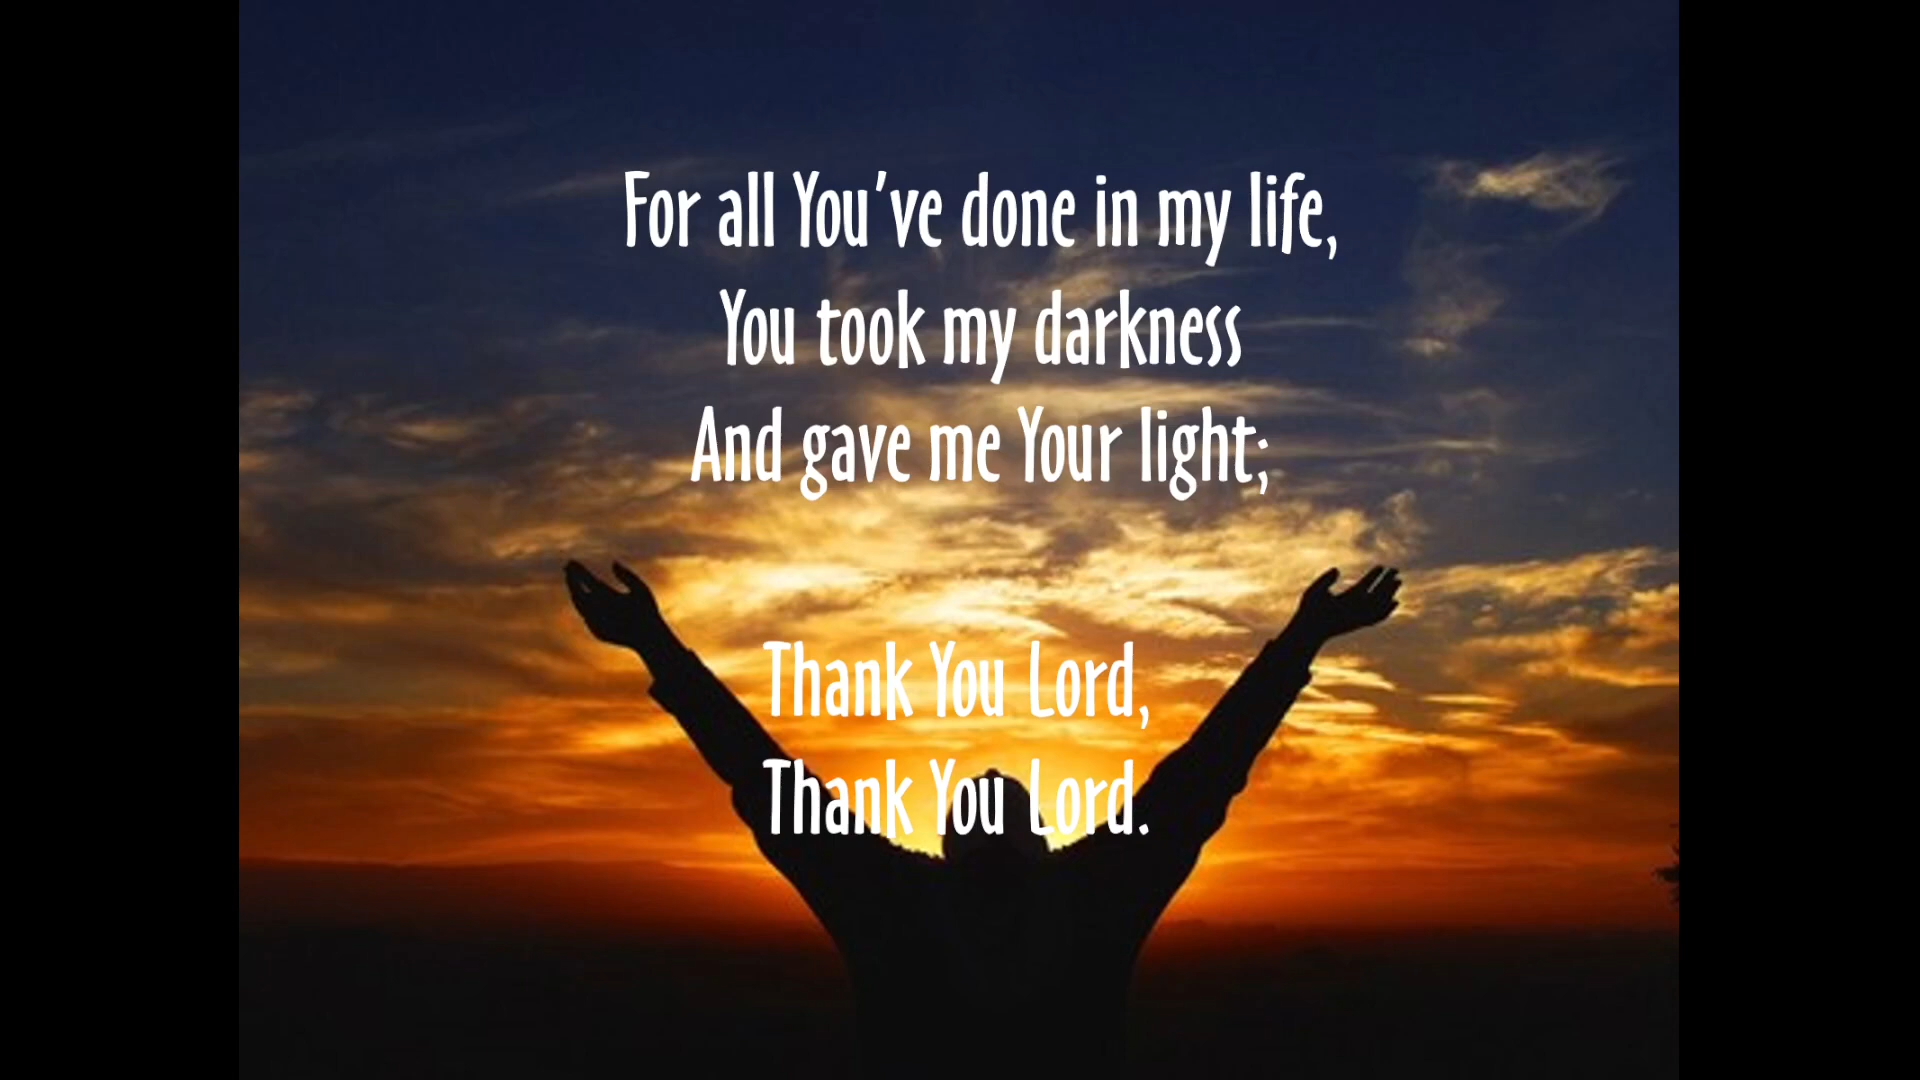 For all You've done in my life,
You took my darkness
And gave me Your light;
Thank You Lord,
Thank You Lord.